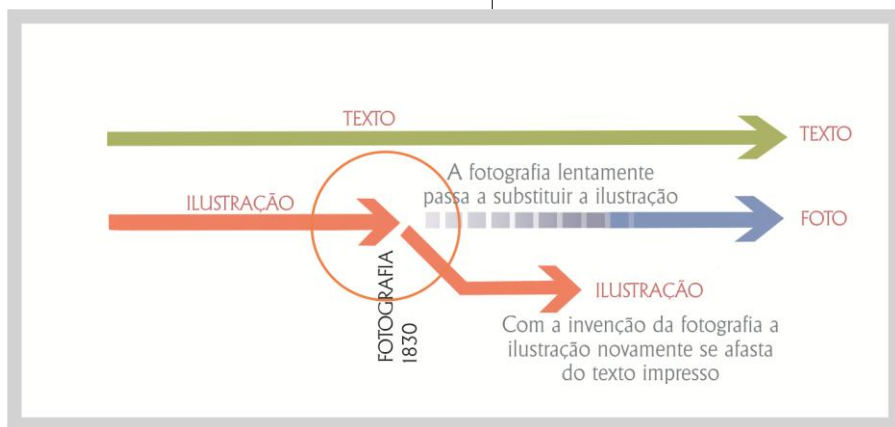 TEXTO
TEXTO
A fotografia lentamente
passa a substituir a ilustração
ILUSTRAÇÃO
FOTO
FOTOGRAFIA
1830
ILUSTRAÇÃO
Com a invenção da fotografia a
ilustração novamente se afasta
do texto impresso